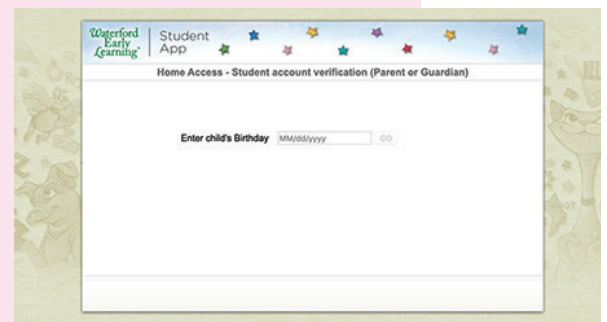 Waterford
Early
Learning
Student
App
Home Access - Student account verification (Parent or Guardian)
Enter child's Birthday MM/dd/yyyy GO